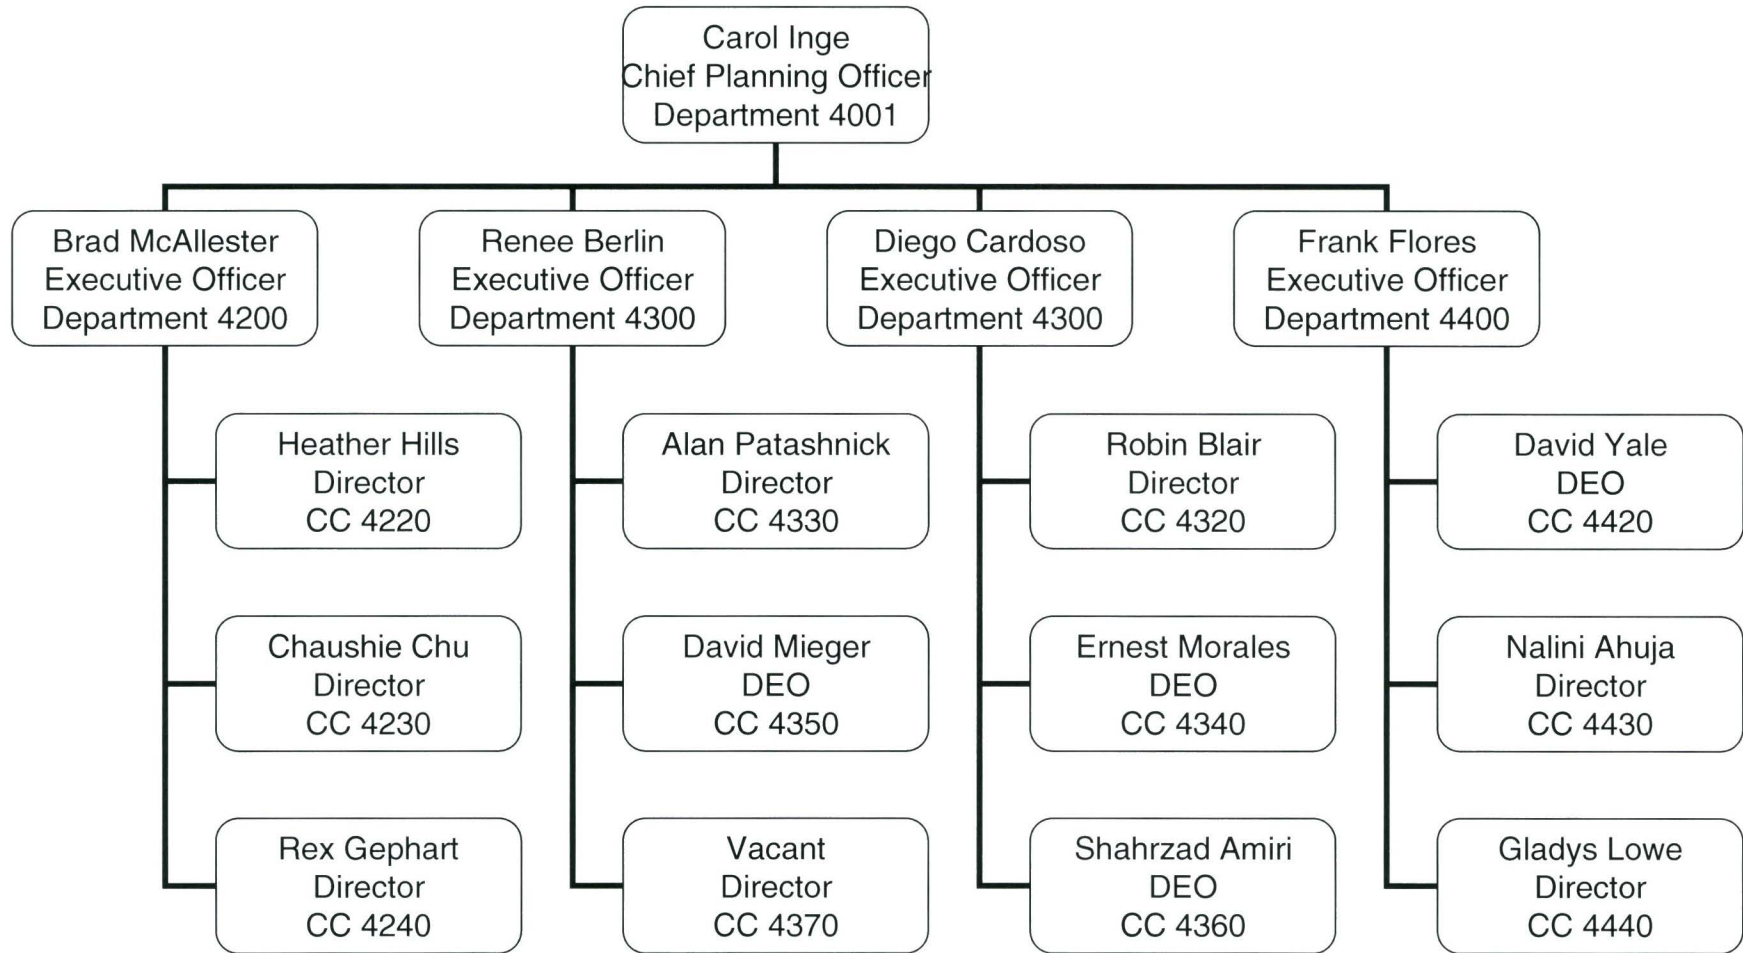 Carol Inge
Chief Planning Officer
Department 4001
Brad McAllester
Executive Officer
Department 4200
Renee Berlin
Executive Officer
Department 4300
Diego Cardoso
Executive Officer
Department 4300
Frank Flores
Executive Officer
Department 4400
Heather Hills
Director
CC 4220
Alan Patashnick
Director
CC 4330
Robin Blair
Director
CC 4320
David Yale
DEO
CC 4420
Chaushie Chu
Director
CC 4230
David Mieger
DEO
CC 4350
Ernest Morales
DEO
CC 4340
Nalini Ahuja
Director
CC 4430
Rex Gephart
Director
CC 4240
Vacant
Director
CC 4370
Shahrzad Amiri
DEO
CC 4360
Gladys Lowe
Director
CC 4440